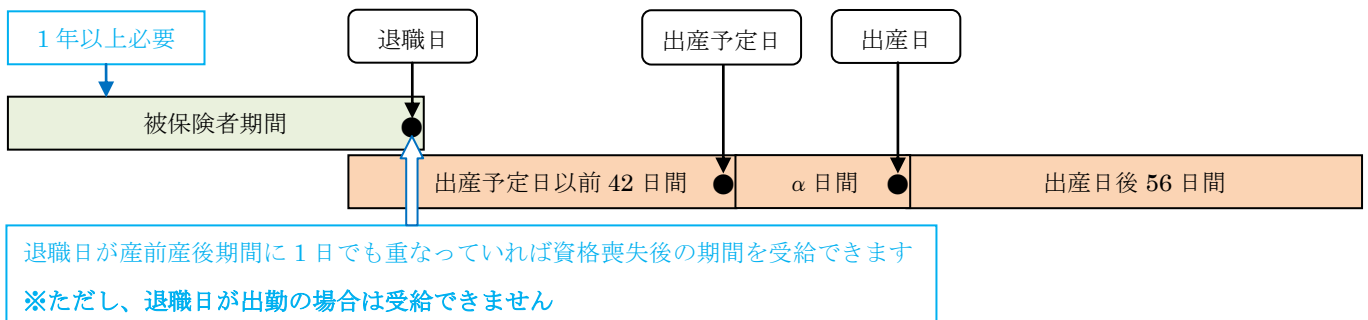 1年以上必要
退職日
出産予定日
出産日
被保険者期間
出産予定日以前 42 日間
α日間
出産日後 56 日間
退職日が産前産後期間に1日でも重なっていれば資格喪失後の期間を受給できます
※ただし、退職日が出勤の場合は受給できません